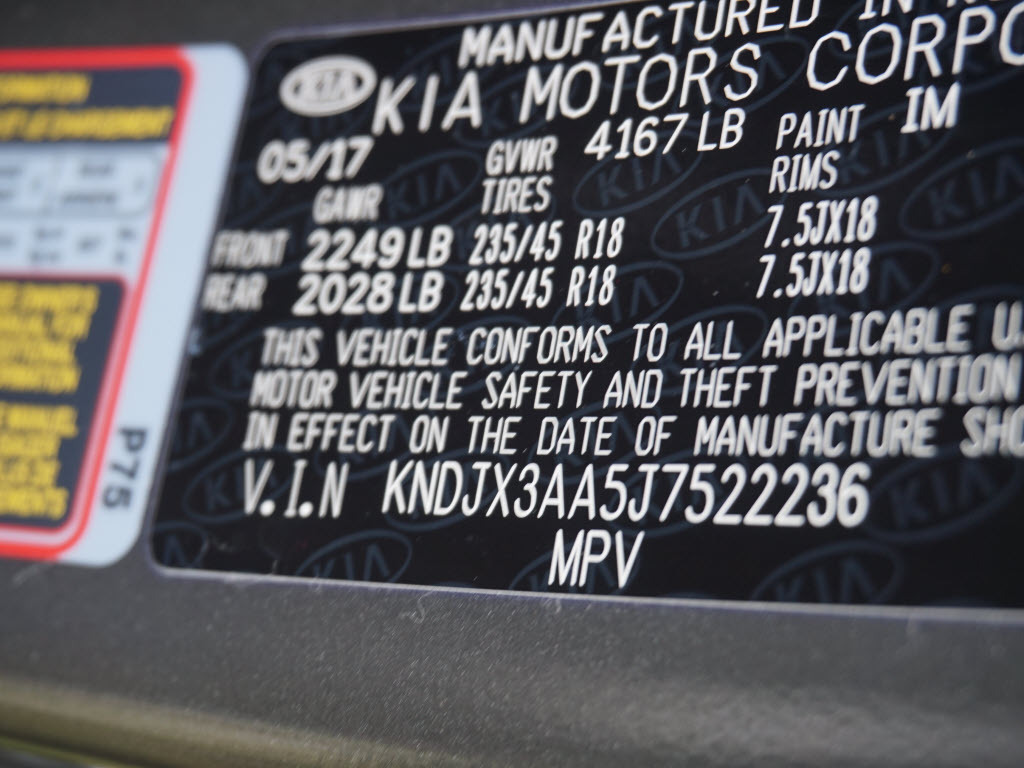 MANUFACTURED IN
KIA KIA MOTORS CORPO
05/17 GVWR 4167 LB PAINT IM
GAWR TIRES RIMS
FRONT 2249 LB 235/45 R18 7.5JX18
REAR 2028 LB 235/45 R18 7.5JX18
THIS VEHICLE CONFORMS TO ALL APPLICABLE U.
MOTOR VEHICLE SAFETY AND THEFT PREVENTION
IN EFFECT ON THE DATE OF MANUFACTURE SHO
V.I.N KNDJX3AA5J7522236
MPV
P75